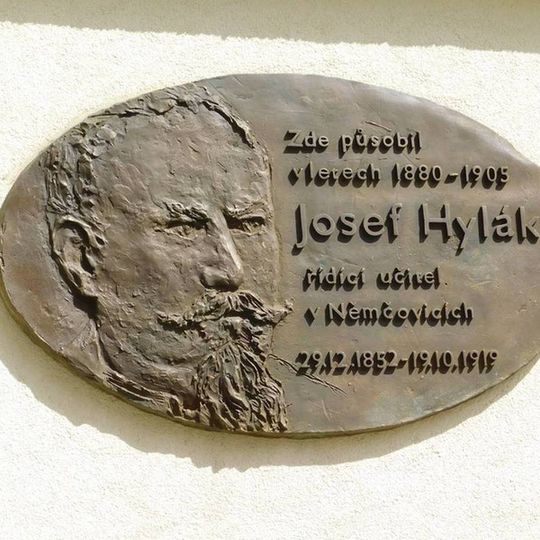 Zde působil
v letech 1880-1905
Josef Hylák
řídící učitel
v Němčovicích
29.12.1852-19.10.1919